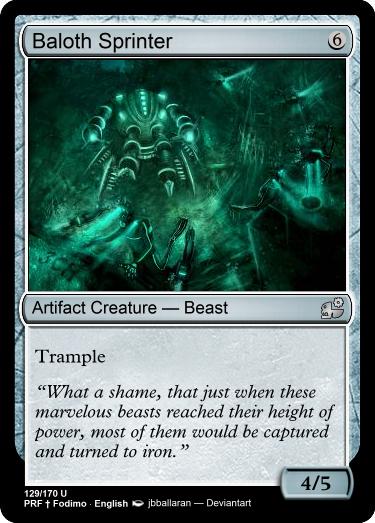 Baloth Sprinter 6
Artifact Creature — Beast
Trample
“What a shame, that just when these
marvelous beasts reached their height of
power, most of them would be captured
and turned to iron.”
4/5
129/170 U
PRF † Fodimo · English jbballaran — Deviantart